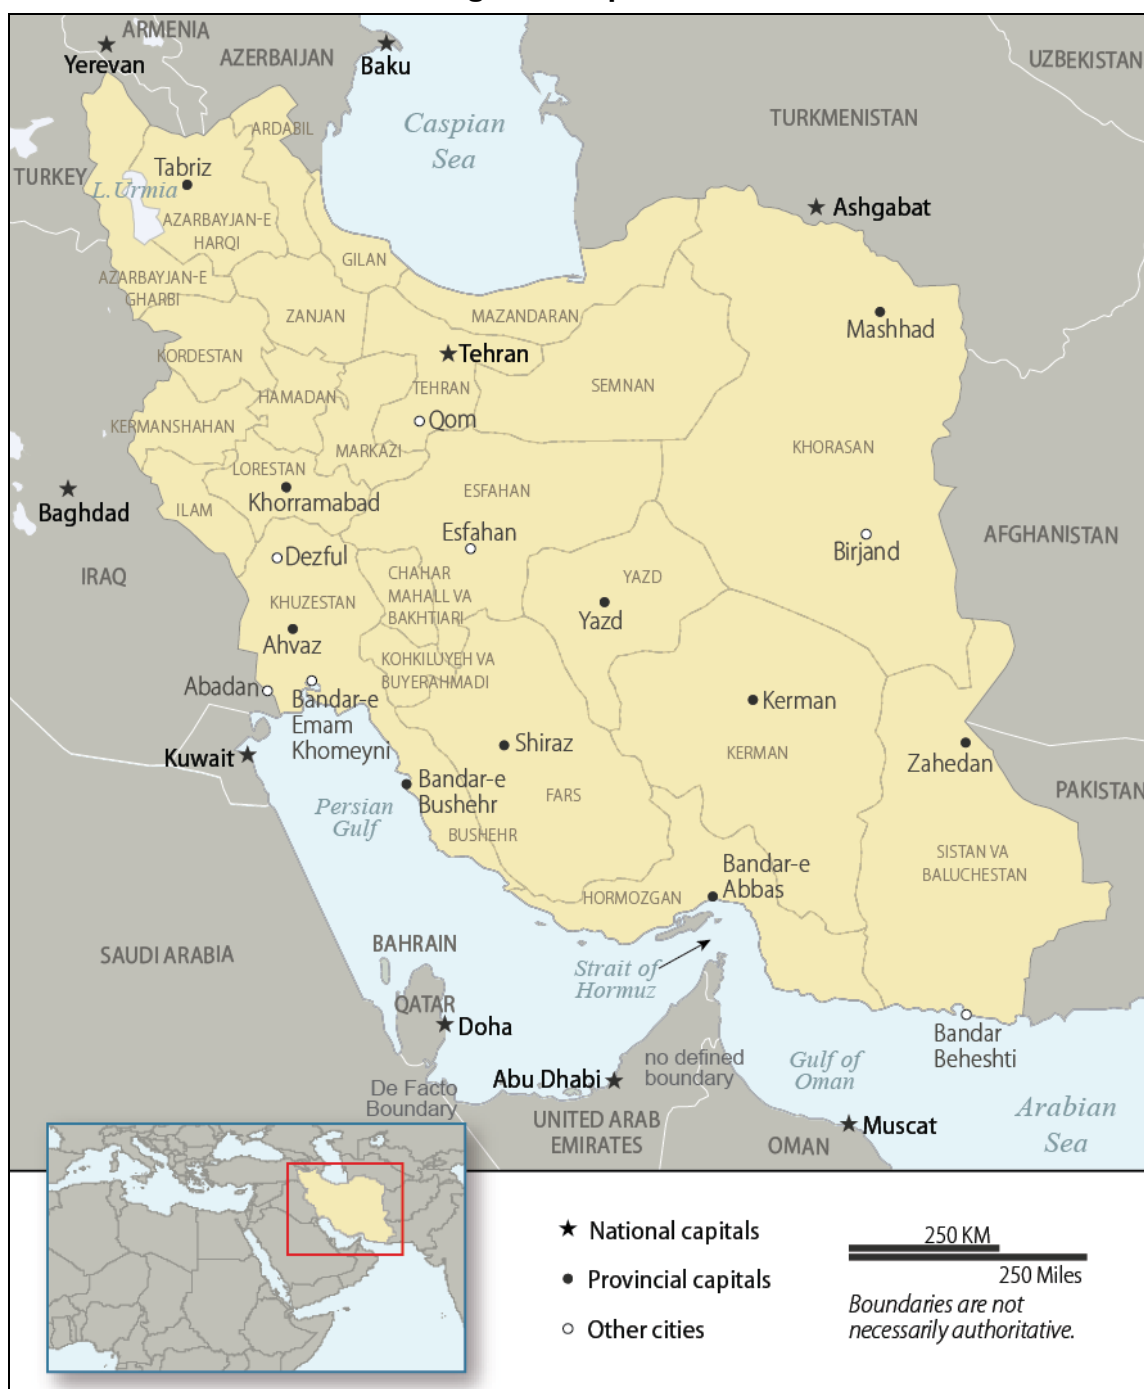 ARMENIA
Yerevan
AZERBAIJAN
Baku
UZBEKISTAN
Caspian
Sea
TURKMENISTAN
ARDABIL
TURKEY
Tabriz
L.Urmia
Ashgabat
AZARBAYJAN-E
HARQI
GILAN
AZARBAYJAN-E
GHARBI
ZANJAN
MAZANDARAN
Mashhad
KORDESTAN
Tehran
TEHRAN
SEMNAN
HAMADAN
Qom
KERMANSHAHAN
MARKAZI
KHORASAN
LORESTAN
Khorramabad
ESFAHAN
Baghdad
ILAM
Esfahan
AFGHANISTAN
Birjand
Dezful
IRAQ
CHAHAR
MAHALL VA
BAKHTIARI
YAZD
Yazd
KHUZESTAN
Ahvaz
KOHKILUYEH VA
BUYERAHMADI
Abadan
Bandar-e
Emam
Khomeyni
Kerman
KERMAN
Kuwait
Shiraz
Zahedan
Bandar-e
Bushehr
FARS
PAKISTAN
Persian
Gulf
BUSHEHR
SISTAN VA
BALUCHESTAN
Bandar-e
Abbas
HORMOZGAN
SAUDI ARABIA
BAHRAIN
Strait of
Hormuz
QATAR
Doha
Bandar
Beheshti
no defined
boundary
Gulf of
Oman
Abu Dhabi
De Facto
Boundary
UNITED ARAB
EMIRATES
Muscat
OMAN
Arabian
Sea
National capitals
Provincial capitals
Other cities
250 KM
250 Miles
Boundaries are not
necessarily authoritative.